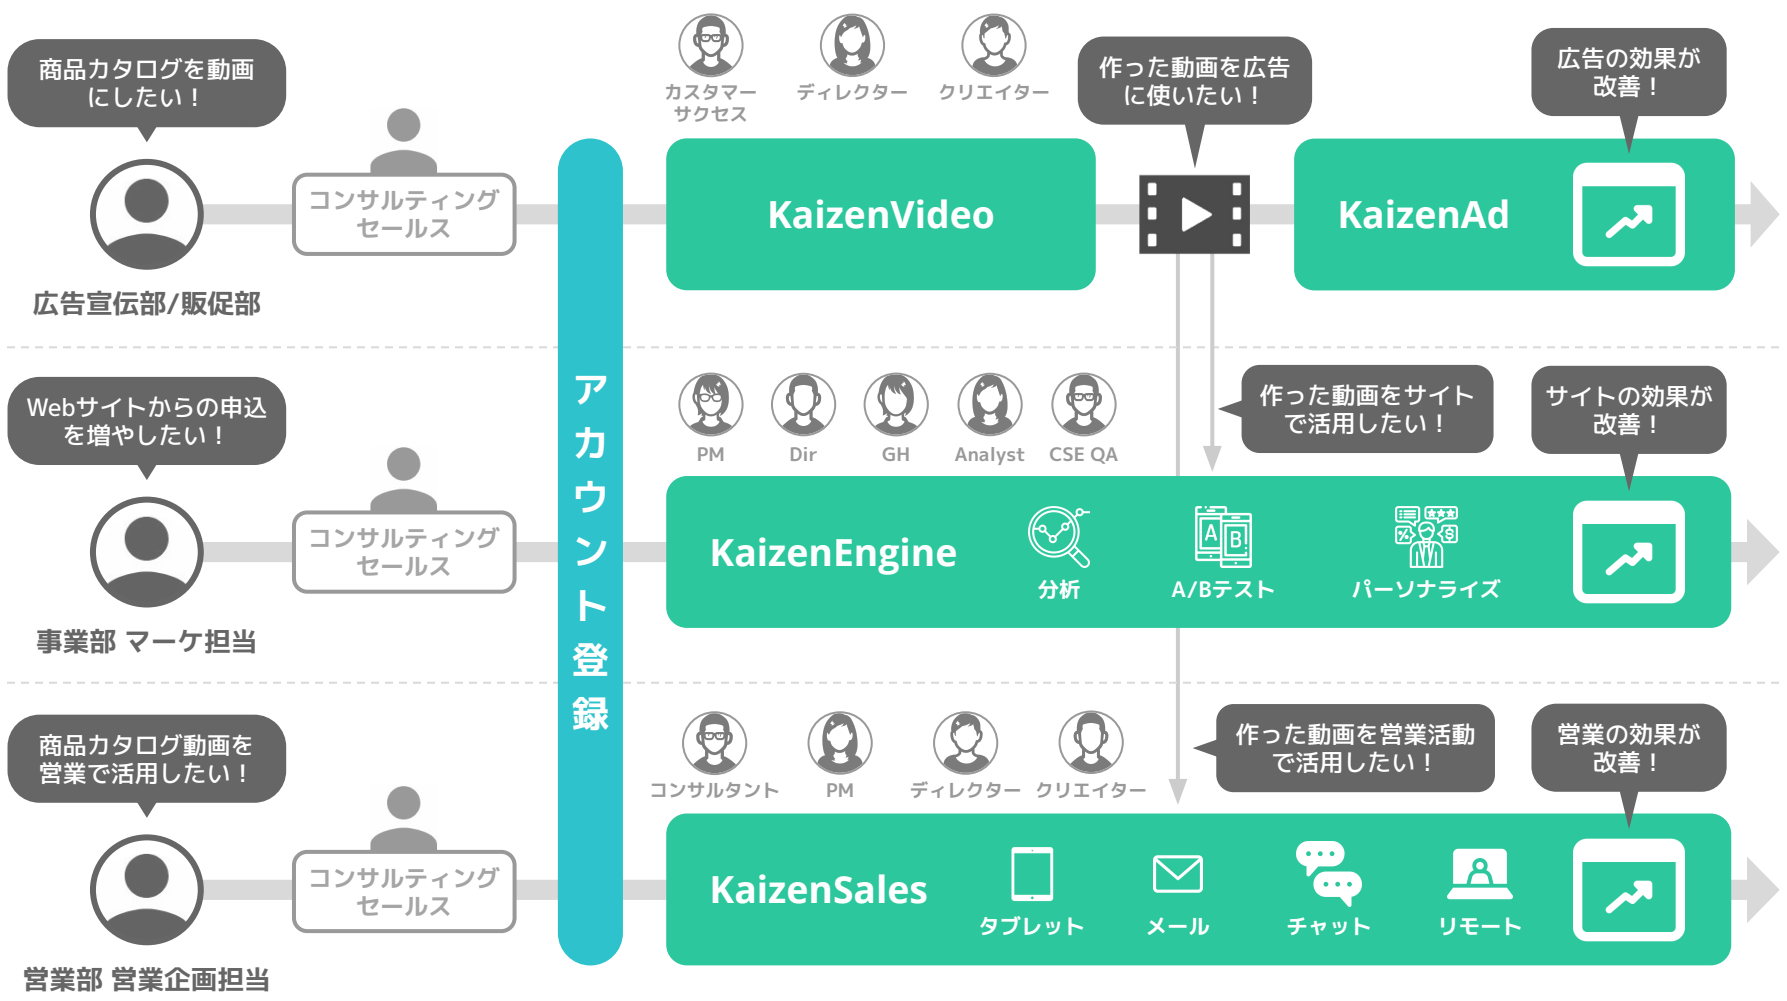 商品カタログを動画
にしたい！
広告宣伝部/販促部
コンサルティング
セールス
アカウント登録
カスタマー
サクセス
ディレクター
クリエイター
KaizenVideo
作った動画を広告
に使いたい！
KaizenAd
広告の効果が
改善！
Webサイトからの申込
を増やしたい！
事業部 マーケ担当
コンサルティング
セールス
PM
Dir
GH
Analyst
CSE QA
作った動画をサイト
で活用したい！
サイトの効果が
改善！
KaizenEngine
分析
A
B
A/Bテスト
パーソナライズ
商品カタログ動画を
営業で活用したい！
営業部 営業企画担当
コンサルティング
セールス
コンサルタント
PM
ディレクター
クリエイター
作った動画を営業活動
で活用したい！
営業の効果が
改善！
KaizenSales
タブレット
メール
チャット
リモート